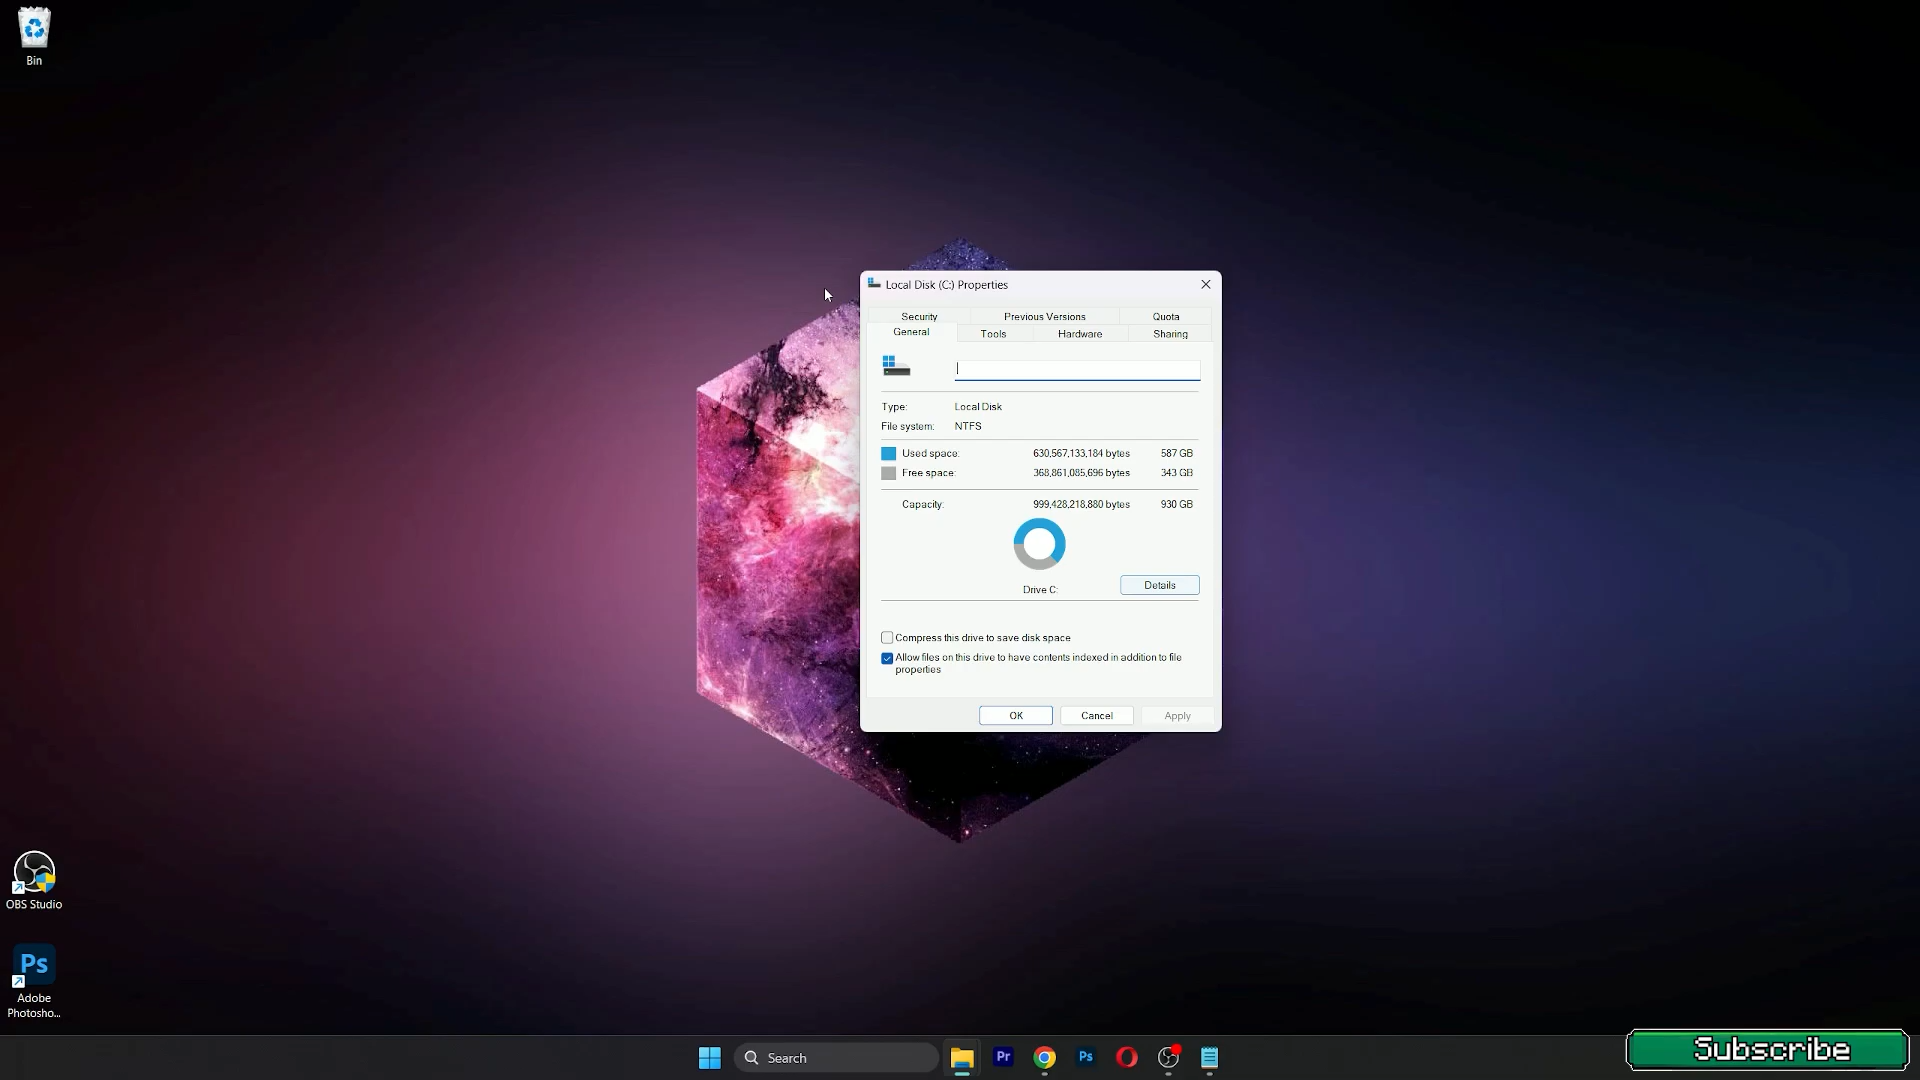 Bin
Local Disk (C:) Properties
Security Previous Versions Quota
General Tools Hardware Sharing
Type: Local Disk
File system: NTFS
Used space: 630,567,133,184 bytes 587 GB
Free space: 368,861,085,696 bytes 343 GB
Capacity: 999,428,218,880 bytes 930 GB
Drive C: Details
Compress this drive to save disk space
Allow files on this drive to have contents indexed in addition to file
properties
OK Cancel Apply
OBS Studio
Ps
Adobe
Photosho...
Search
Pr
Ps
Subscribe